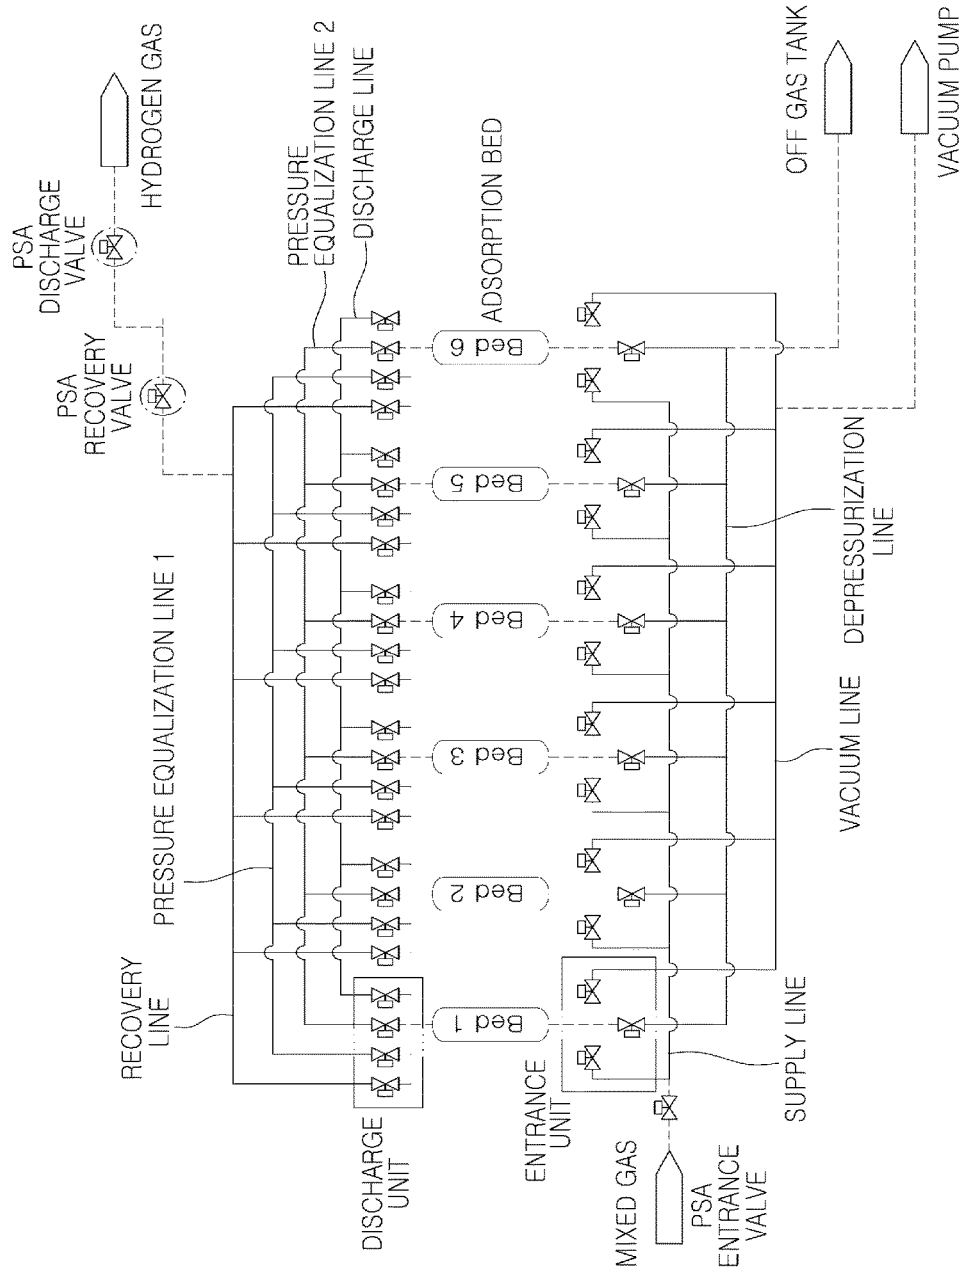 PSA
DISCHARGE
VALVE
HYDROGEN GAS
PSA
RECOVERY
VALVE
PRESSURE
EQUALIZATION LINE 2
DISCHARGE LINE
PRESSURE EQUALIZATION LINE 1
RECOVERY
LINE
DISCHARGE
UNIT
ADSORPTION BED
Bed 1
Bed 2
Bed 3
Bed 4
Bed 5
Bed 6
ENTRANCE
UNIT
MIXED GAS
PSA
ENTRANCE
VALVE
SUPPLY LINE
VACUUM LINE
DEPRESSURIZATION
LINE
OFF GAS TANK
VACUUM PUMP